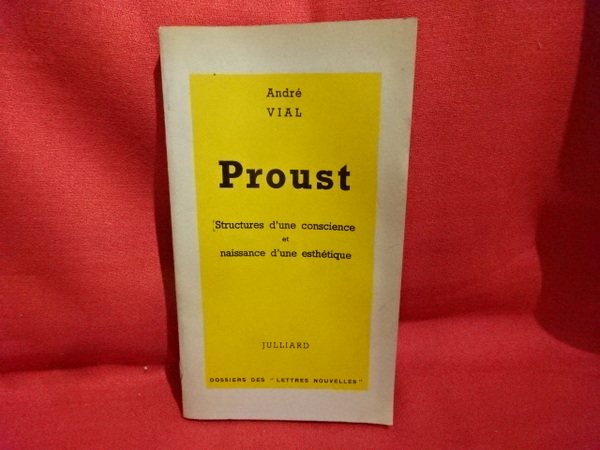 André
VIAL
Proust
Structures d'une conscience
et
naissance d'une esthétique
JULLIARD
DOSSIERS DES "LETTRES NOUVELLES"